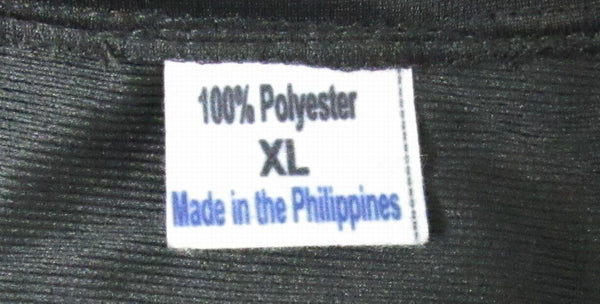 100% Polyester
XL
Made in the Philippines